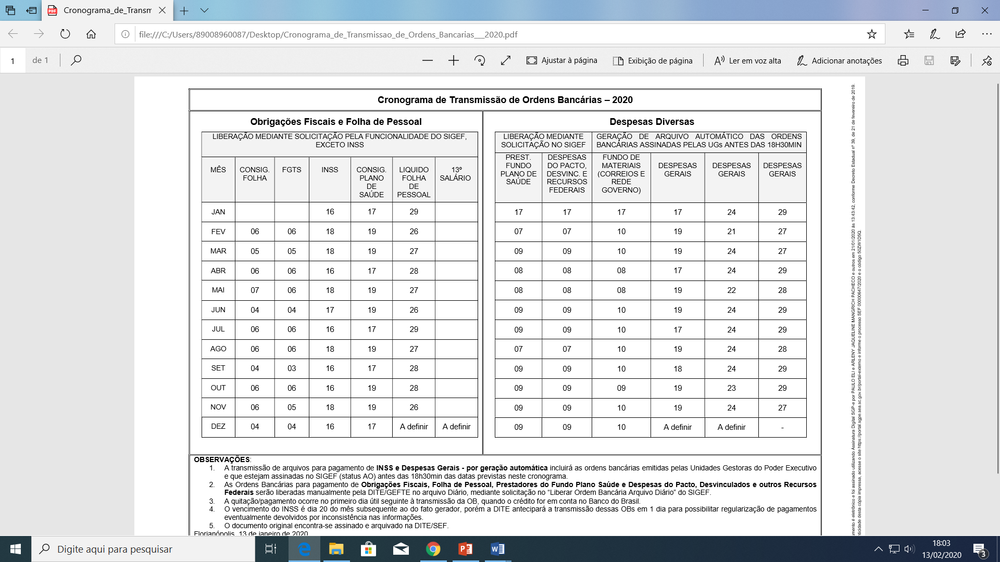 Cronograma_de_Transm
file:///C:/Users/89008960087/Desktop/Cronograma_de_Transmissao_de_Ordens_Bancarias___2020.pdf
1 de 1
Ajustar à página
Exibição de página
Ler em voz alta
Adicionar anotações
Cronograma de Transmissão de Ordens Bancárias – 2020
Obrigações Fiscais e Folha de Pessoal
LIBERAÇÃO MEDIANTE SOLICITAÇÃO PELA FUNCIONALIDADE DO SIGEF,
EXCETO INSS
MÊS CONSIG. FOLHA FGTS INSS CONSIG. PLANO DE SAÚDE LIQUIDO FOLHA DE PESSOAL 13º SALÁRIO
JAN 16 17 29
FEV 06 06 18 19 26
MAR 05 05 18 19 27
ABR 06 06 16 17 28
MAI 07 06 18 19 27
JUN 04 04 17 19 26
JUL 06 06 16 17 29
AGO 06 06 18 19 27
SET 04 03 16 17 28
OUT 06 06 16 19 28
NOV 06 05 18 19 26
DEZ 04 04 16 17 A definir A definir
Despesas Diversas
LIBERAÇÃO MEDIANTE
SOLICITAÇÃO NO SIGEF
GERAÇÃO DE ARQUIVO AUTOMÁTICO DAS ORDENS
BANCÁRIAS ASSINADAS PELAS UGs ANTES DAS 18H30MIN
PREST. FUNDO PLANO DE SAÚDE DESPESAS DO PACTO, DESVINC. E RECURSOS FEDERAIS FUNDO DE MATERIAIS (CORREIOS E REDE GOVERNO) DESPESAS GERAIS DESPESAS GERAIS DESPESAS GERAIS
17 17 17 17 24 29
07 07 10 19 21 27
09 09 10 19 24 27
08 08 08 17 24 29
08 08 08 19 22 28
09 09 10 19 24 29
09 09 10 17 24 29
07 07 10 19 24 28
09 09 10 18 24 29
09 09 09 19 23 29
09 09 10 19 24 27
09 09 10 A definir A definir -
OBSERVAÇÕES:
1. A transmissão de arquivos para pagamento de INSS e Despesas Gerais - por geração automática incluirá as ordens bancárias emitidas pelas Unidades Gestoras do Poder Executivo
e que estejam assinadas no SIGEF (status AO) antes das 18h30min das datas previstas neste cronograma.
2. As Ordens Bancárias para pagamento de Obrigações Fiscais, Folha de Pessoal, Prestadores do Fundo Plano Saúde e Despesas do Pacto, Desvinculados e outros Recursos
Federais serão liberadas manualmente pela DITE/GEFTE no arquivo Diário, mediante solicitação no “Liberar Ordem Bancária Arquivo Diário” do SIGEF.
3. A quitação/pagamento ocorre no primeiro dia útil seguinte à transmissão da OB, quando o crédito for em conta no Banco do Brasil.
4. O vencimento do INSS é dia 20 do mês subsequente ao do fato gerador, porém a DITE antecipará a transmissão dessas OBs em 1 dia para possibilitar regularização de pagamentos
eventualmente devolvidos por inconsistência nas informações.
5. O documento original encontra-se assinado e arquivado na DITE/SEF.
Florianópolis, 13 de janeiro de 2020
é eletrônico e foi assinado utilizando Assinatura Digital SGP-e por PAULO ELI e ARLENY JAQUELINE MANGRICH PACHECO e outros em 21/01/2020 às 13:43:42, conforme Decreto Estadual nº 39, de 21 de fevereiro de 2019.
desta cópia impressa, acesse o site https://portal.sgpe.sea.sc.gov.br/portal-externo e informe o processo SEF 00000647/2020 e o código 50ZW1D5Q.
Digite aqui para pesquisar
18:03
13/02/2020
3